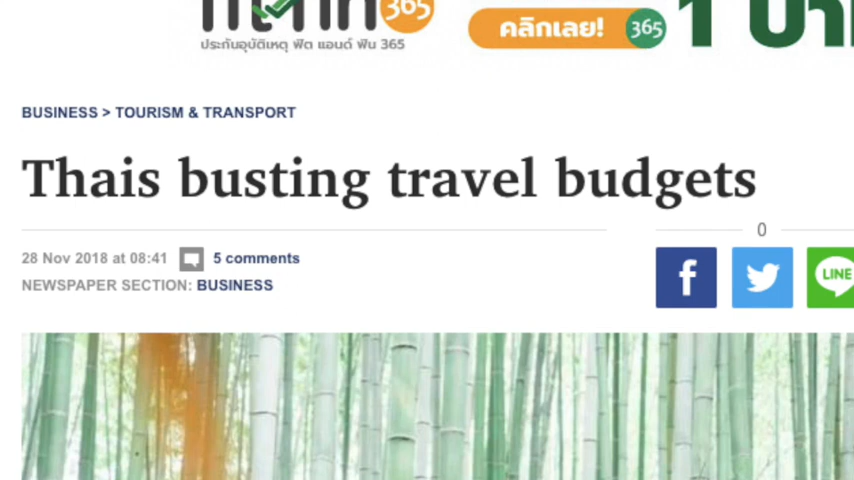 365
ประกันอุบัติเหตุ ฟิต แอนด์ ฟัน 365
คลิกเลย! 365
1
BUSINESS > TOURISM & TRANSPORT
Thais busting travel budgets
0
28 Nov 2018 at 08:41 5 comments
NEWSPAPER SECTION: BUSINESS
f
LINE